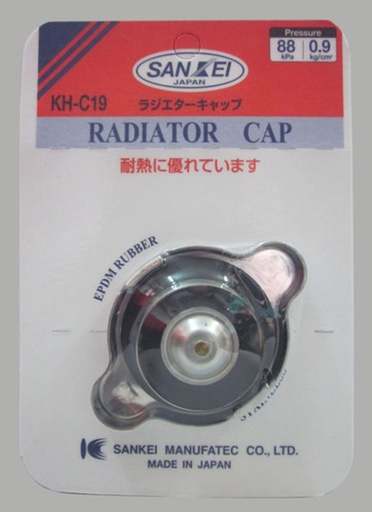 Pressure
88 kPa 0.9 kg/cm²
SANKEI
JAPAN
KH-C19 ラジエターキャップ
RADIATOR CAP
耐熱に優れています
EPDM RUBBER
SANKEI MANUFATEC CO., LTD.
MADE IN JAPAN